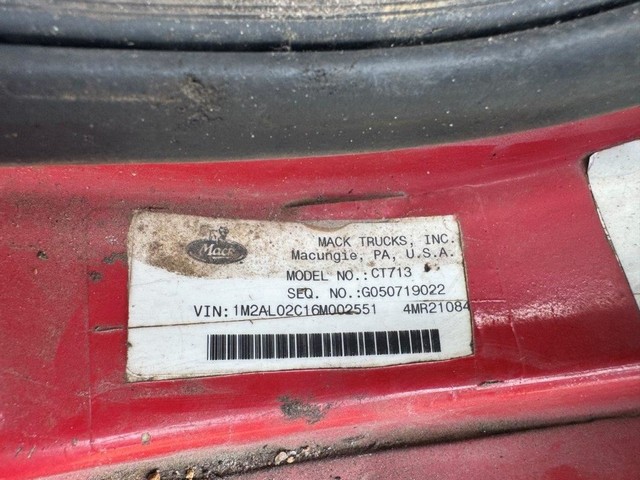 Mack
MACK TRUCKS, INC.
Macungie, PA, U.S.A.
MODEL NO.:CT713
SEQ. NO.:G050719022
VIN:1M2AL02C16M002551 4MR21084